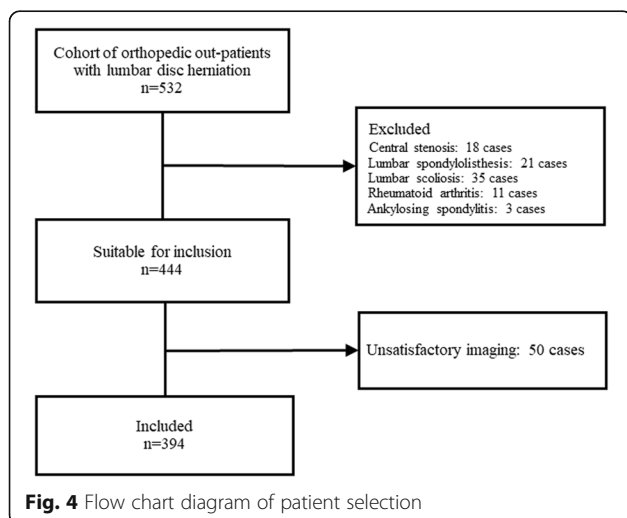 Cohort of orthopedic out-patients
with lumbar disc herniation
n=532
Excluded
Central stenosis: 18 cases
Lumbar spondylolisthesis: 21 cases
Lumbar scoliosis: 35 cases
Rheumatoid arthritis: 11 cases
Ankylosing spondylitis: 3 cases
Suitable for inclusion
n=444
Unsatisfactory imaging: 50 cases
Included
n=394
Fig. 4 Flow chart diagram of patient selection